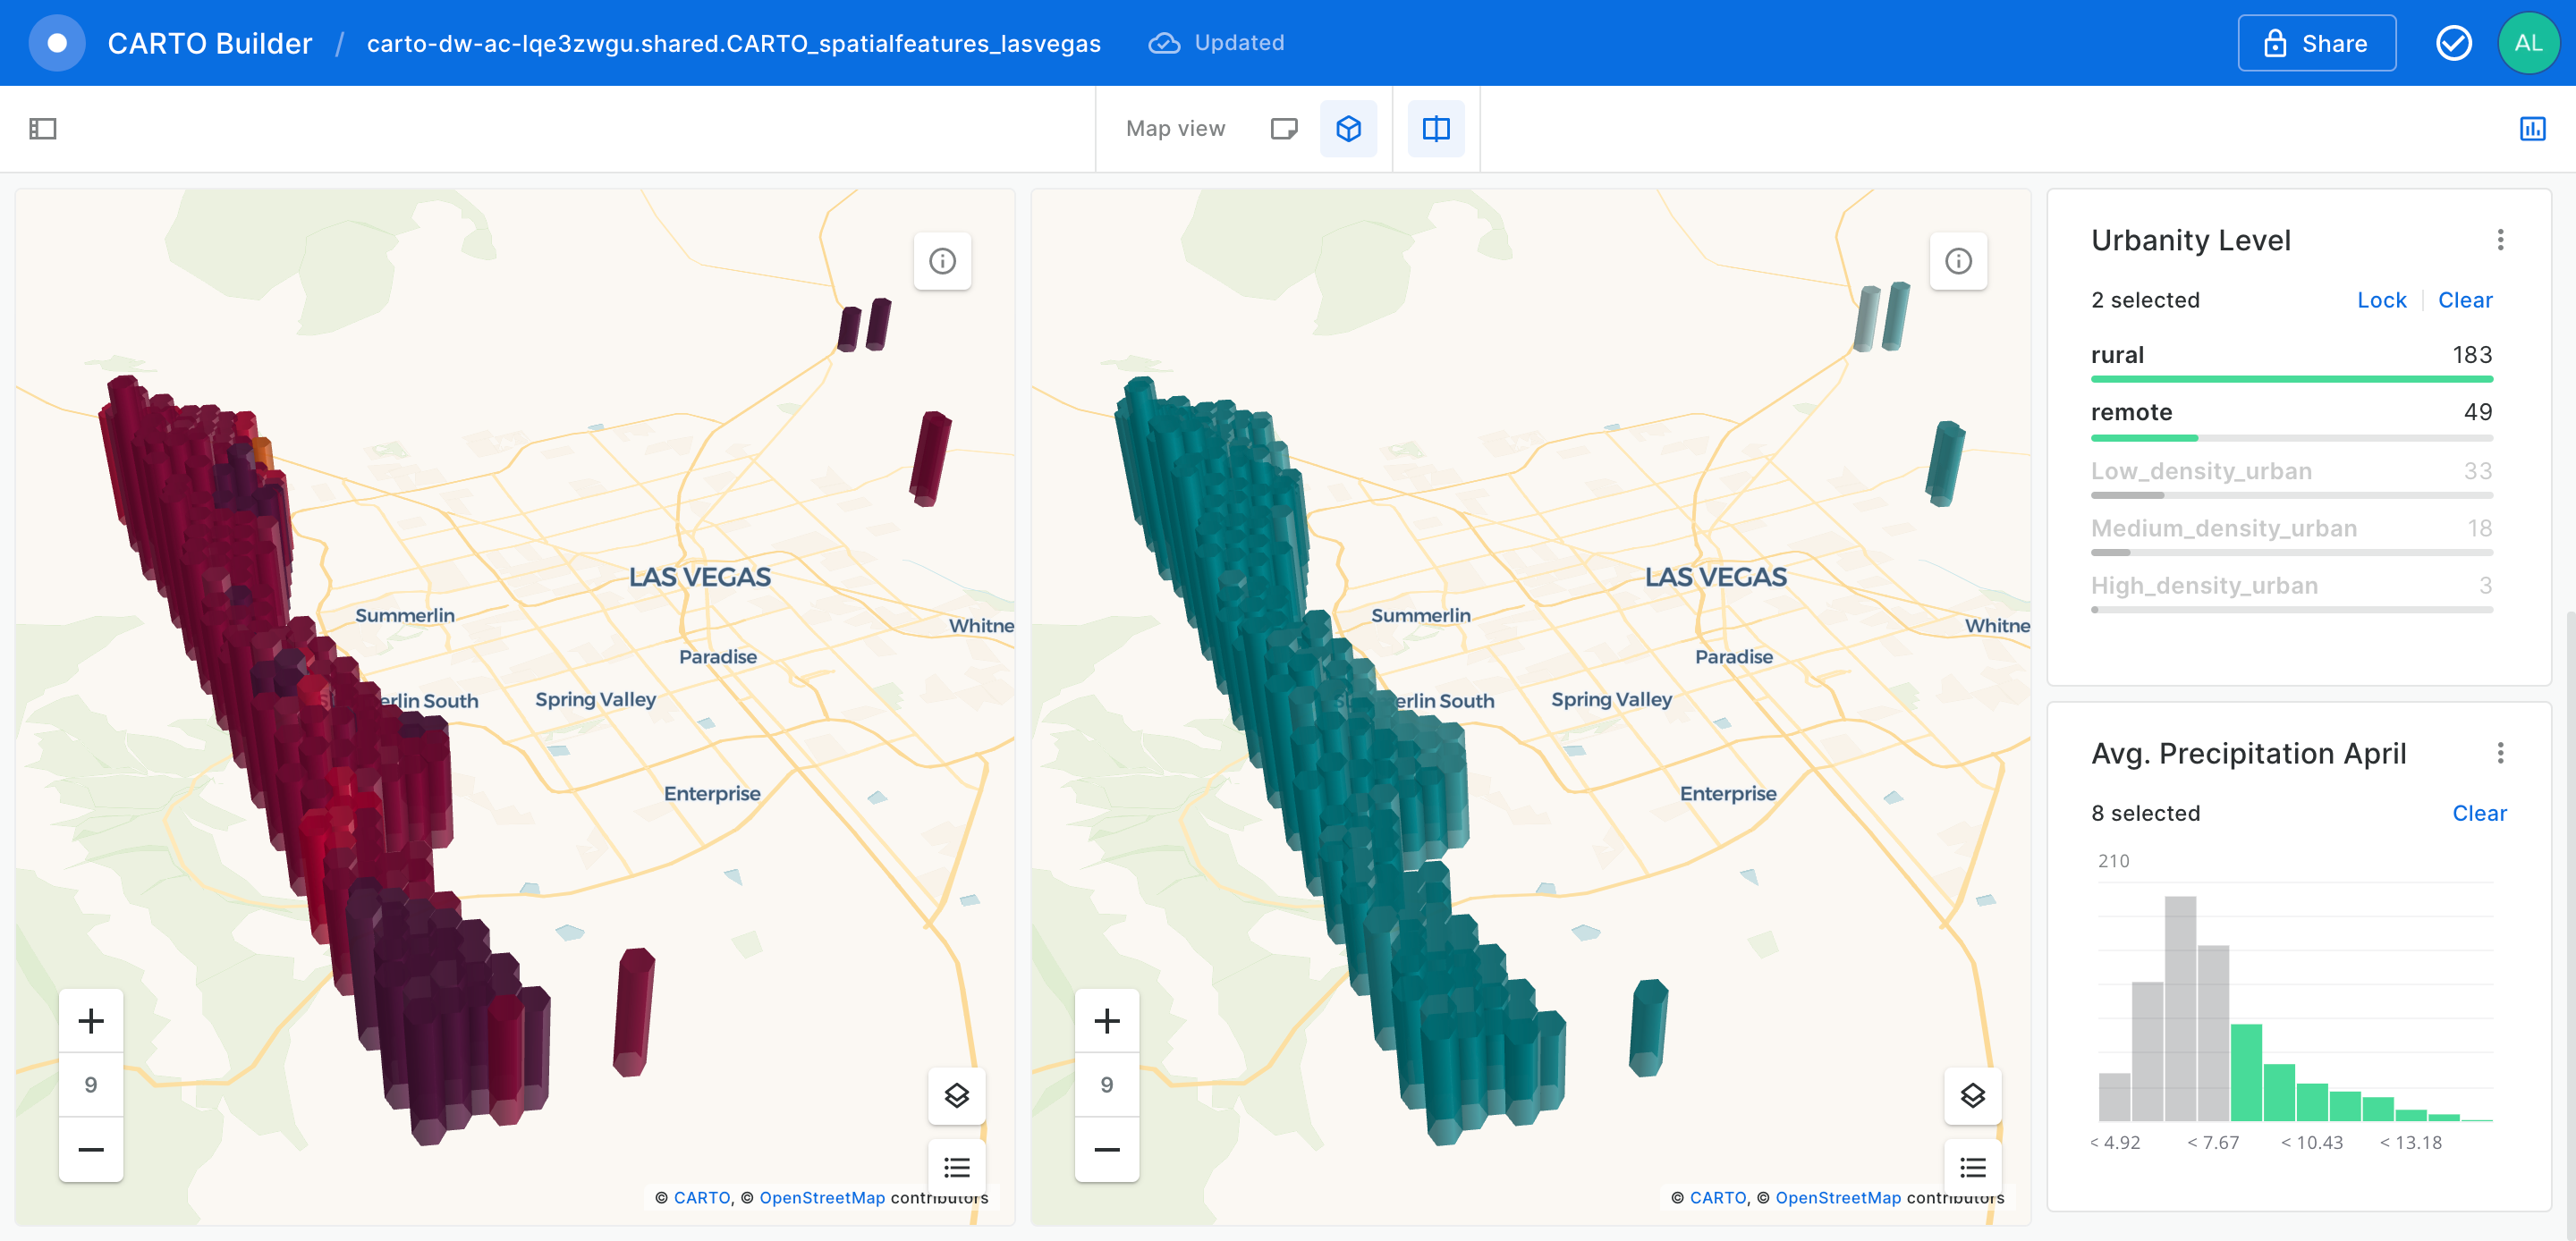 CARTO Builder / carto-dw-ac-lqe3zwgu.shared.CARTO_spatialfeatures_lasvegas Updated Share AL
Map view
LAS VEGAS
Summerlin
Whitne
Paradise
erlin South
Spring Valley
Enterprise
+
9
−
© CARTO, © OpenStreetMap contributors
LAS VEGAS
Summerlin
Whitne
Paradise
erlin South
Spring Valley
Enterprise
+
9
−
© CARTO, © OpenStreetMap contributors
Urbanity Level
2 selected Lock Clear
rural 183
remote 49
Low_density_urban 33
Medium_density_urban 18
High_density_urban 3
Avg. Precipitation April
8 selected Clear
210
< 4.92 < 7.67 < 10.43 < 13.18